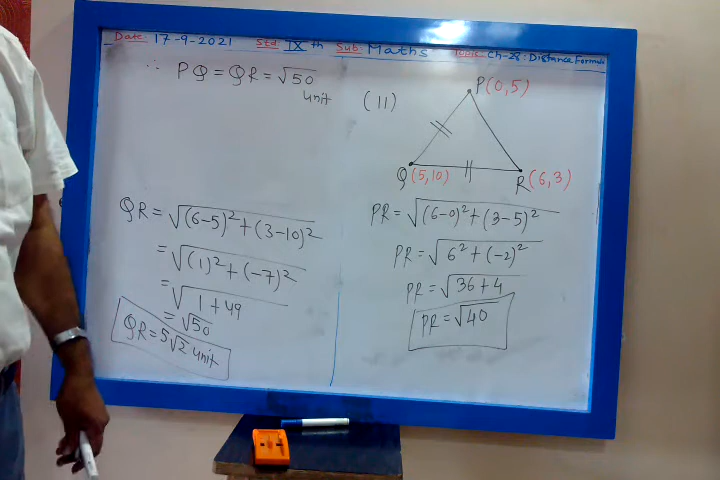 Date: 17-9-2021 Std IX th Sub: Maths Topic: Ch-28: Distance Formula
∴ PQ = QR = √50 unit
QR = √(6-5)² + (3-10)²
= √(1)² + (-7)²
= √1 + 49
= √50
QR = 5√2 unit
(11)
P(0,5)
Q(5,10)
R(6,3)
PR = √(6-0)² + (3-5)²
PR = √6² + (-2)²
PR = √36 + 4
PR = √40